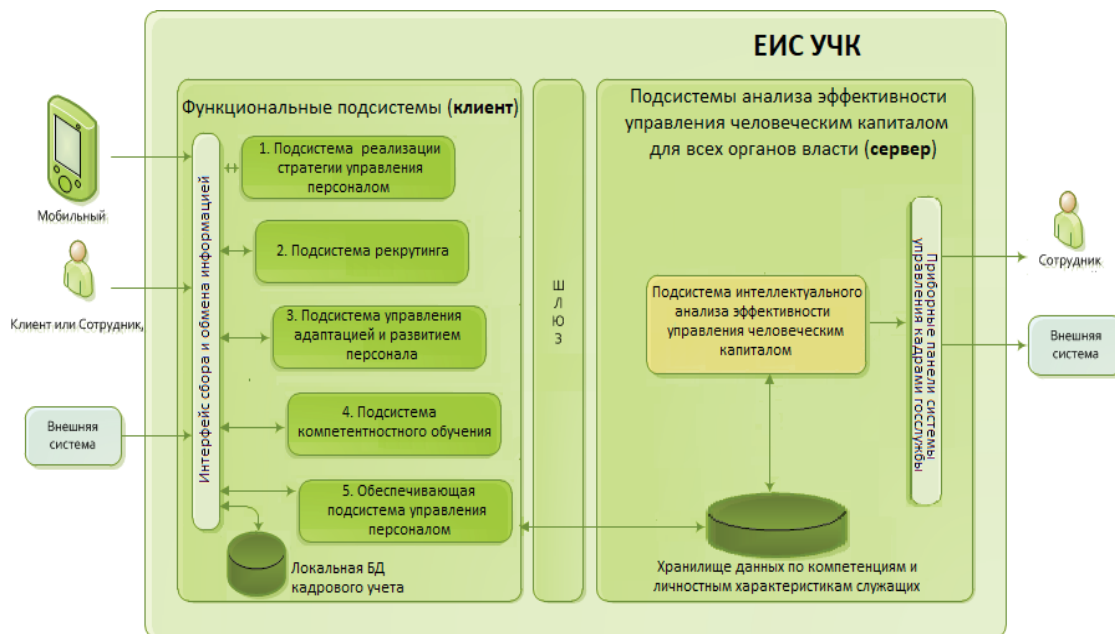 ЕИС УЧК
Функциональные подсистемы (клиент)
Мобильный
Клиент или Сотрудник,
Внешняя
система
Интерфейс сбора и обмена информацией
1. Подсистема реализации
стратегии управления
персоналом
2. Подсистема рекрутинга
3. Подсистема управления
адаптацией и развитием
персонала
4. Подсистема
компетентностного обучения
5. Обеспечивающая
подсистема управления
персоналом
Локальная БД
кадрового учета
ШЛЮЗ
Подсистемы анализа эффективности
управления человеческим капиталом
для всех органов власти (сервер)
Подсистема интеллектуального
анализа эффективности
управления человеческим
капиталом
Хранилище данных по компетенциям и
личностным характеристикам служащих
Приборные панели системы
управления кадрами госслужбы
Сотрудник
Внешняя
система